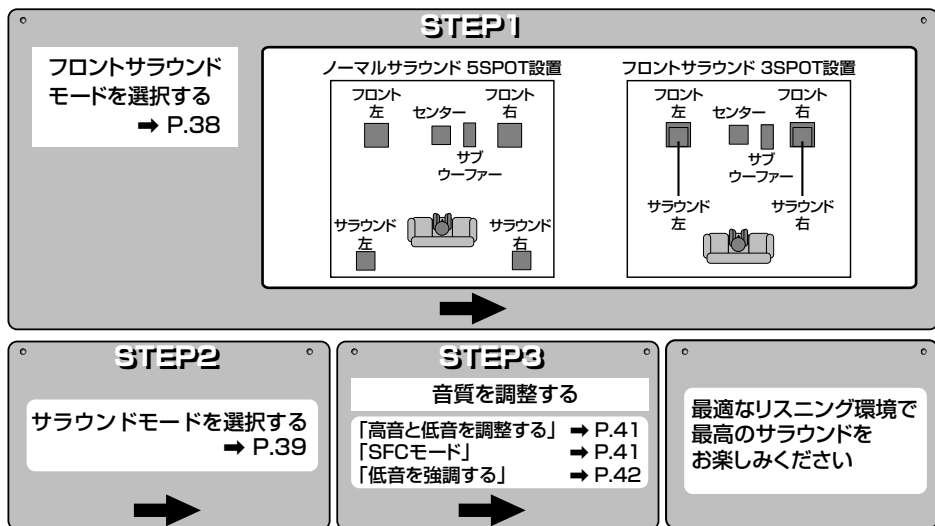 STEP1
フロントサラウンド
モードを選択する
➡ P.38
ノーマルサラウンド 5SPOT設置
フロント
左
センター
フロント
右
サブ
ウーファー
サラウンド
左
サラウンド
右
フロントサラウンド 3SPOT設置
フロント
左
センター
フロント
右
サブ
ウーファー
サラウンド
左
サラウンド
右
STEP2
サラウンドモードを選択する
➡ P.39
STEP3
音質を調整する
「高音と低音を調整する」 ➡ P.41
「SFCモード」 ➡ P.41
「低音を強調する」 ➡ P.42
最適なリスニング環境で
最高のサラウンドを
お楽しみください